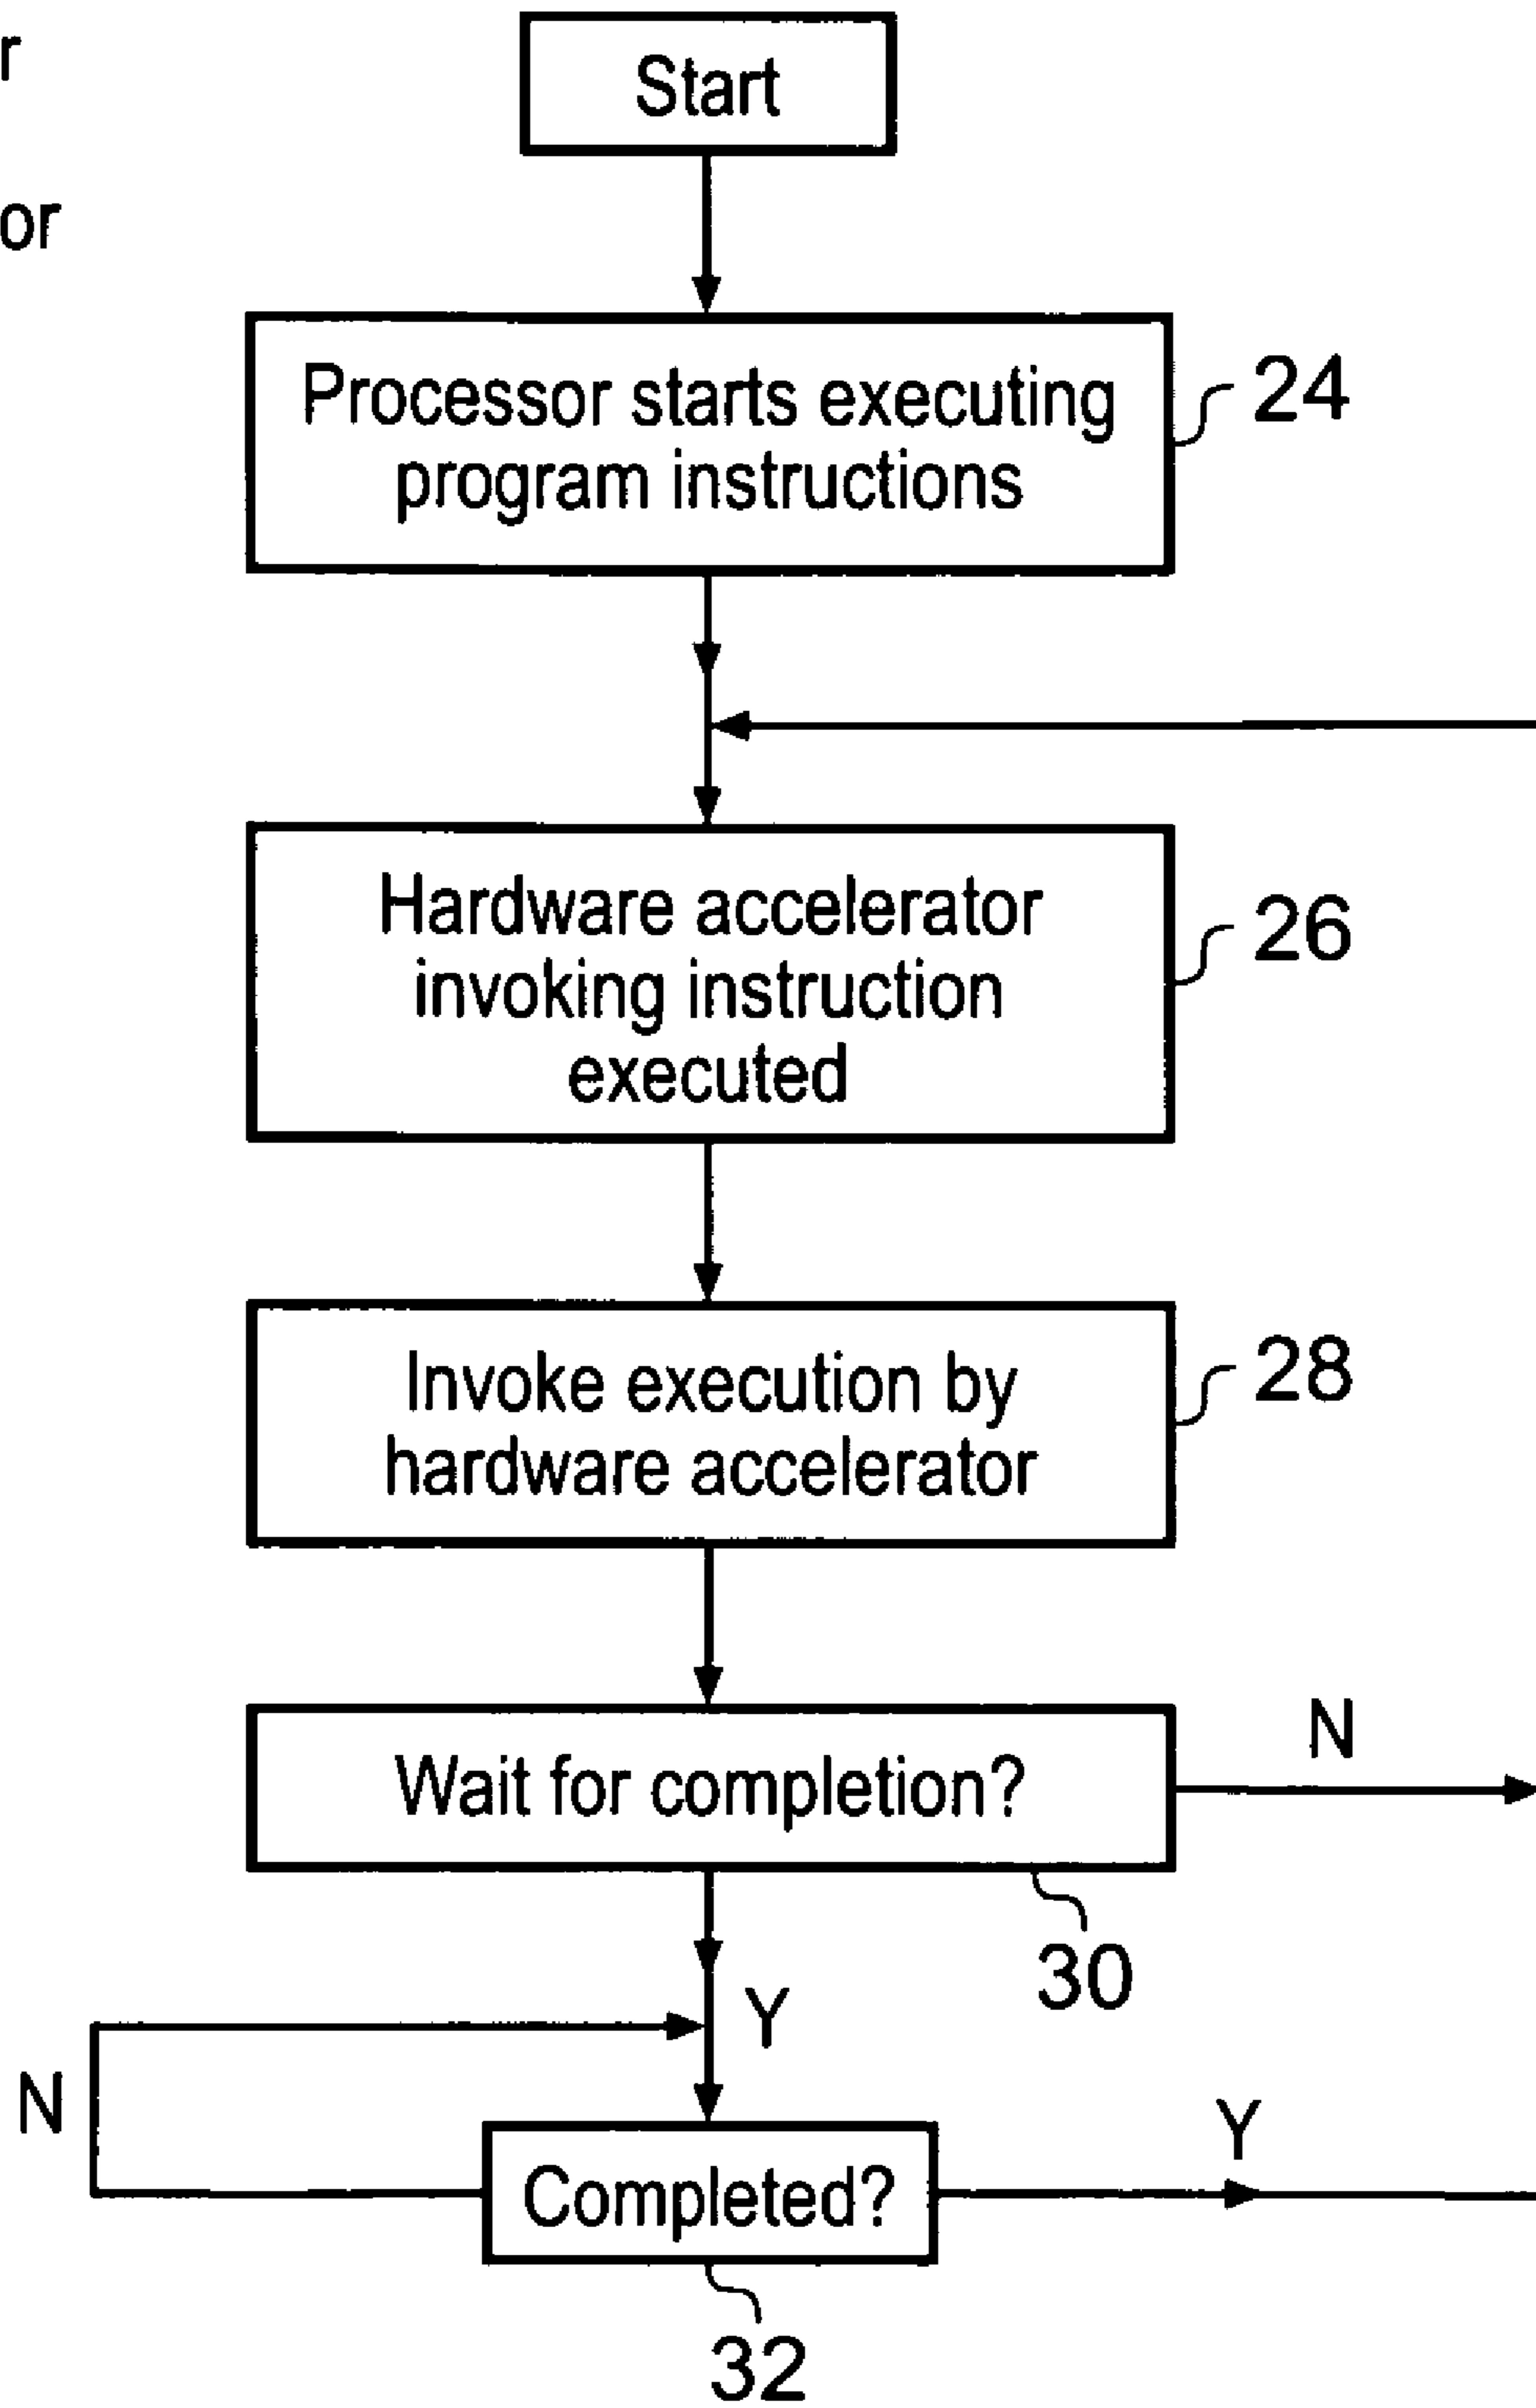 r
or
Start
Processor starts executing
program instructions
24
Hardware accelerator
invoking instruction
executed
26
Invoke execution by
hardware accelerator
28
Wait for completion?
N
30
Y
N
Completed?
Y
32